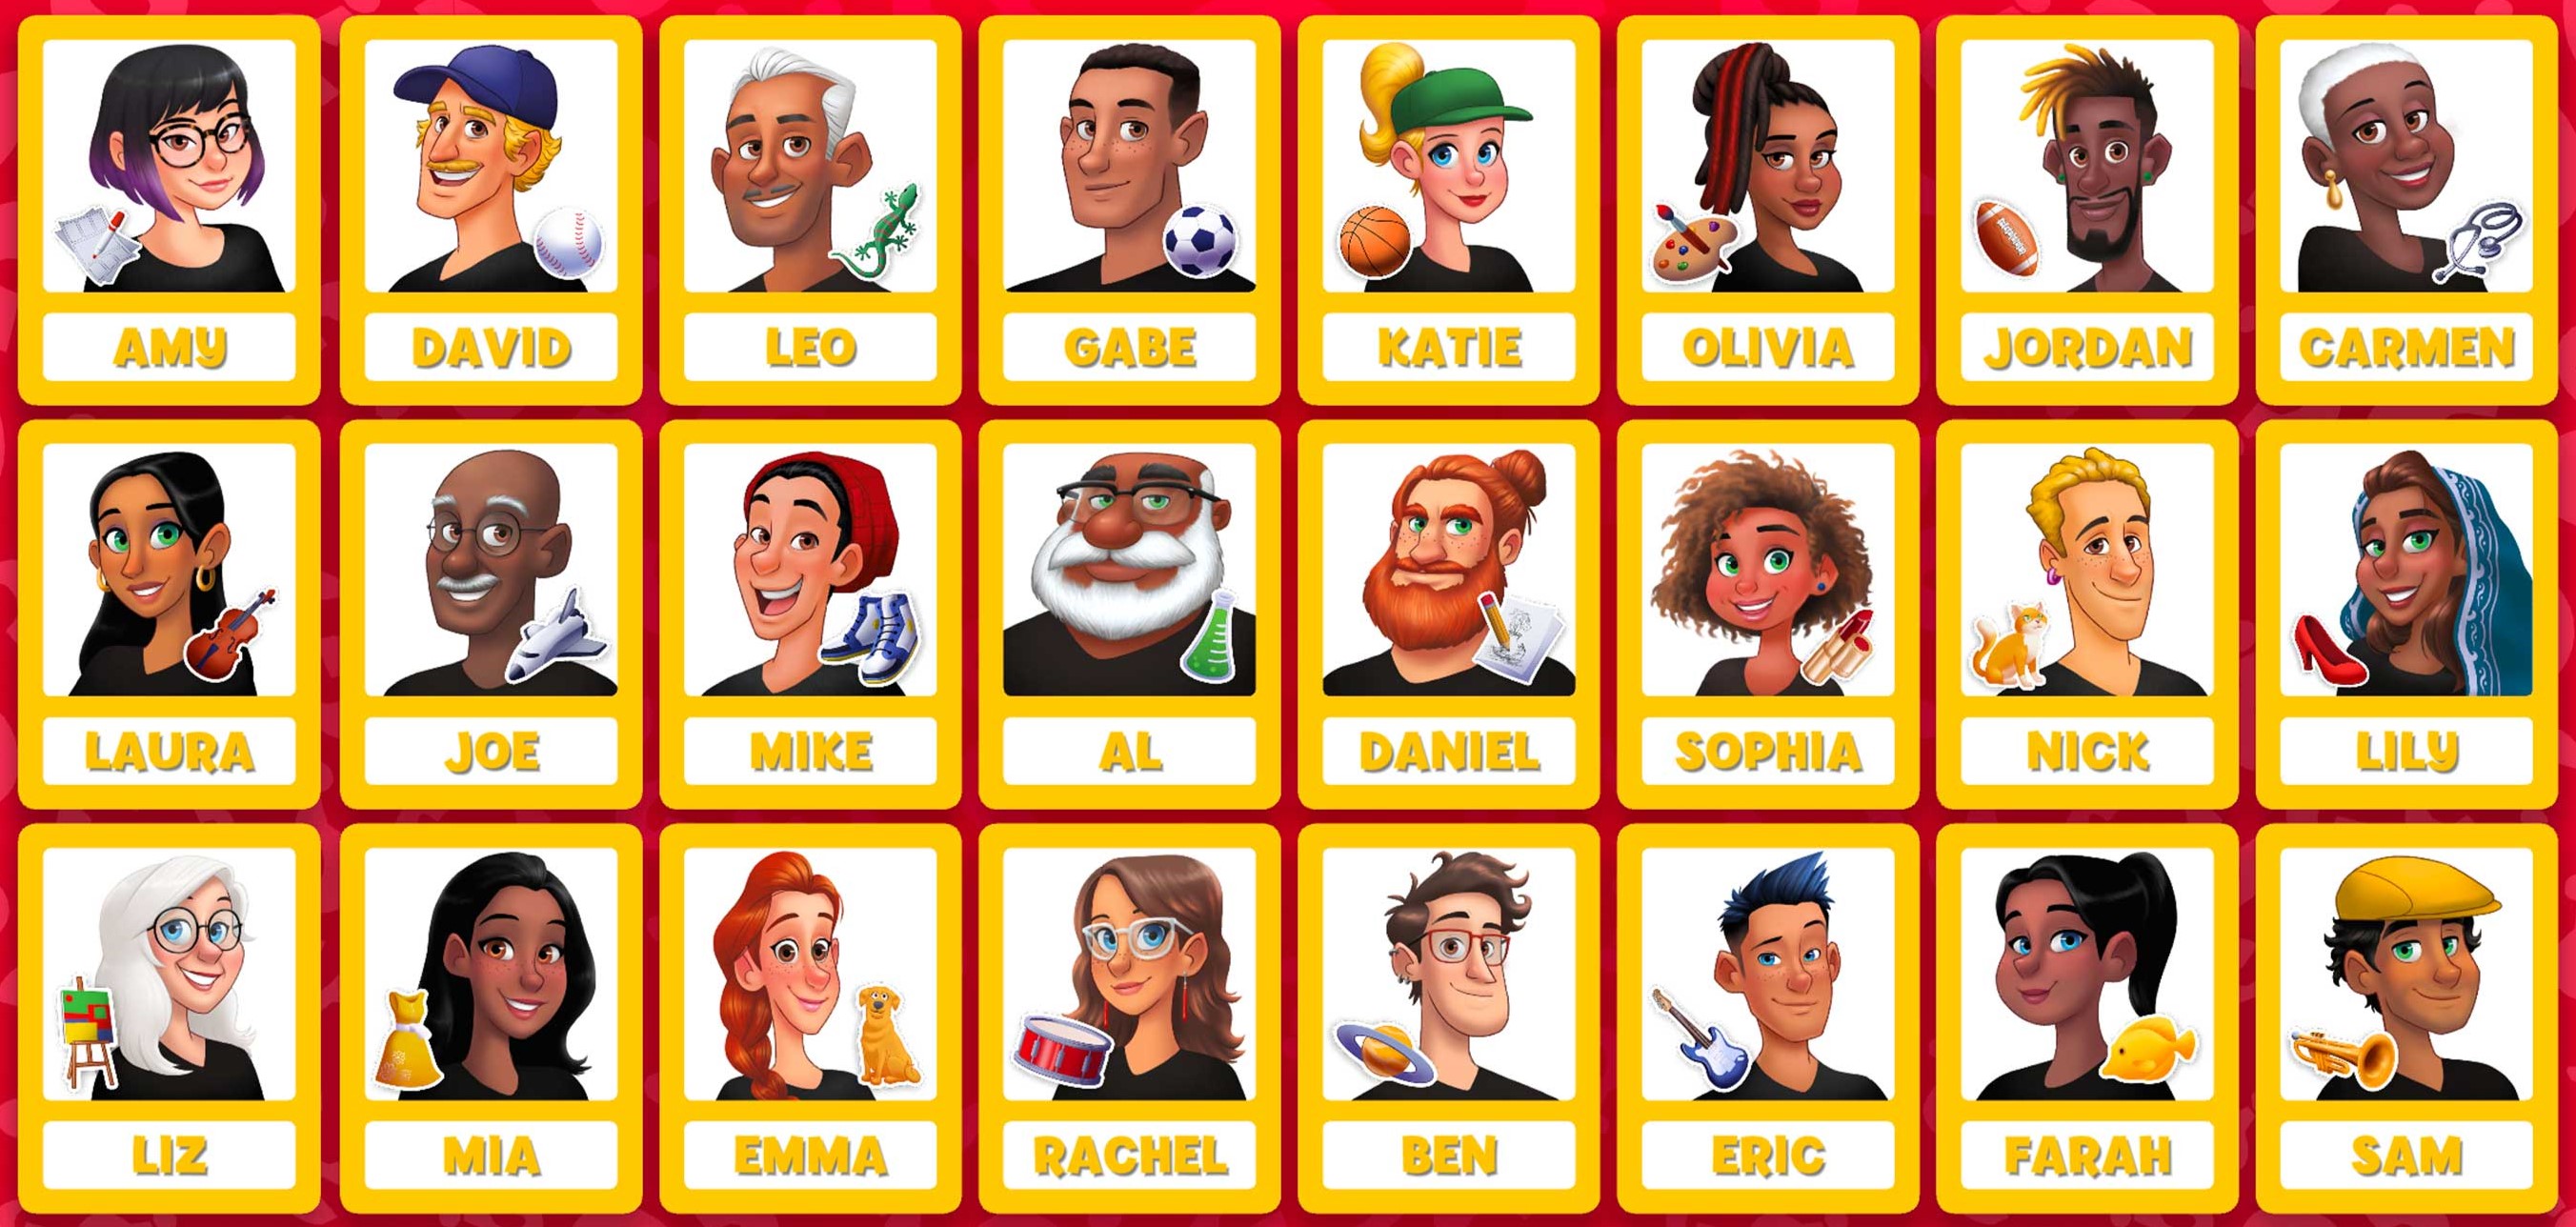 AMY
DAVID
LEO
GABE
KATIE
OLIVIA
JORDAN
CARMEN
LAURA
JOE
MIKE
AL
DANIEL
SOPHIA
NICK
LILY
LIZ
MIA
EMMA
RACHEL
BEN
ERIC
FARAH
SAM